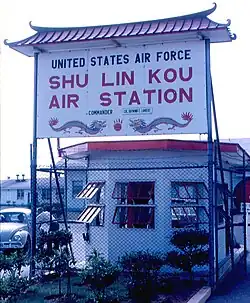 UNITED STATES AIR FORCE
SHU LIN KOU
AIR STATION
COMMANDER